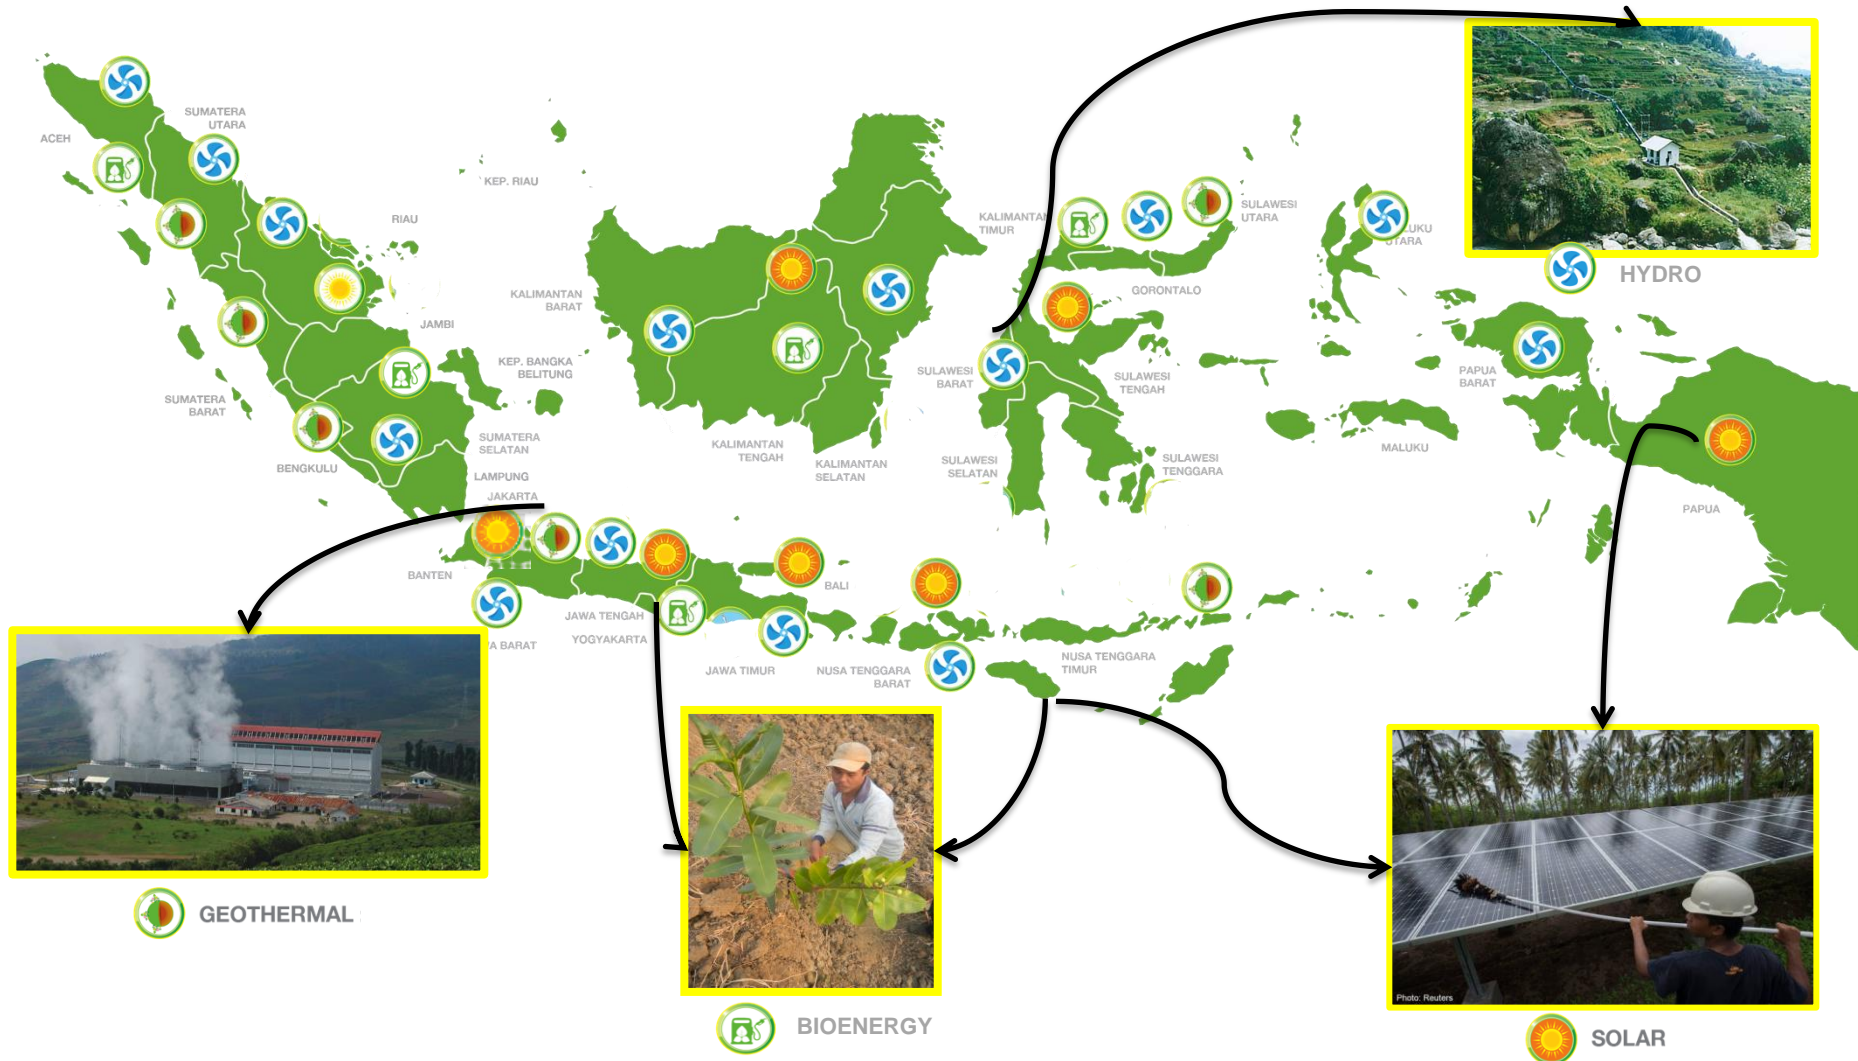 SUMATERA
UTARA
ACEH
KEP. RIAU
RIAU
KALIMANTAN
TIMUR
SULAWESI
UTARA
UTARA
HYDRO
KALIMANTAN
BARAT
GORONTALO
JAMBI
KEP. BANGKA
BELITUNG
SULAWESI
BARAT
SULAWESI
TENGAH
PAPUA
BARAT
SUMATERA
BARAT
SUMATERA
SELATAN
BENGKULU
KALIMANTAN
TENGAH
KALIMANTAN
SELATAN
SULAWESI
SELATAN
SULAWESI
TENGGARA
MALUKU
LAMPUNG
JAKARTA
PAPUA
BANTEN
BALI
JAWA TENGAH
YOGYAKARTA
BARAT
JAWA TIMUR
NUSA TENGGARA
BARAT
NUSA TENGGARA
TIMUR
GEOTHERMAL
BIOENERGY
Photo: Reuters
SOLAR